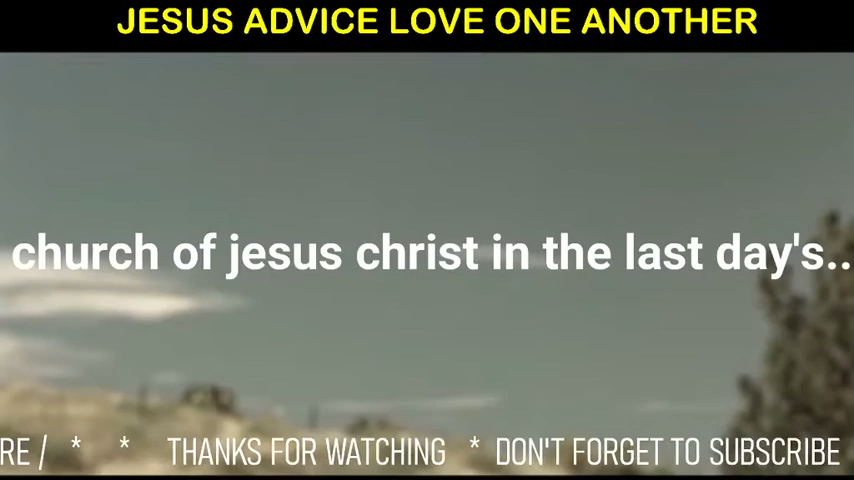 JESUS ADVICE LOVE ONE ANOTHER
church of jesus christ in the last day's..
RE / * * THANKS FOR WATCHING * DON'T FORGET TO SUBSCRIBE